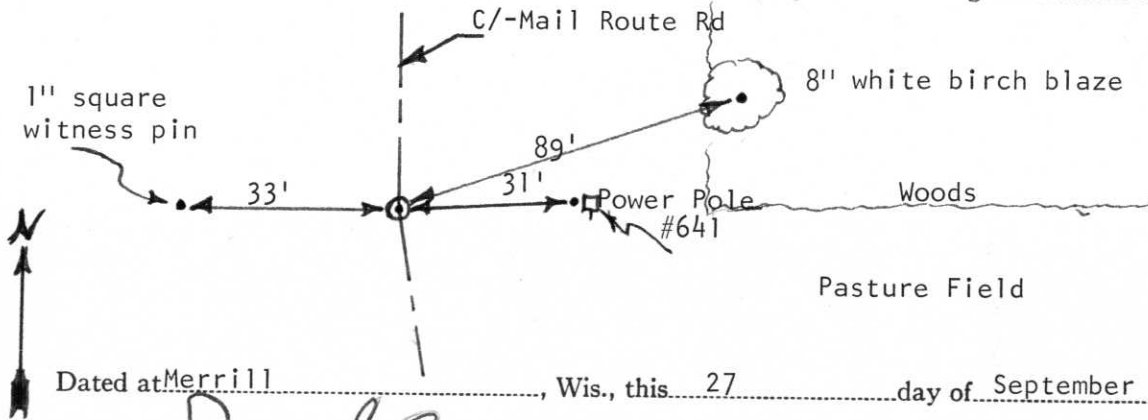 C/-Mail Route Rd
8" white birch blaze
1" square
witness pin
89'
33'
31'
Power Pole
#641
Woods
N
Pasture Field
Dated at Merrill, Wis., this 27 day of September